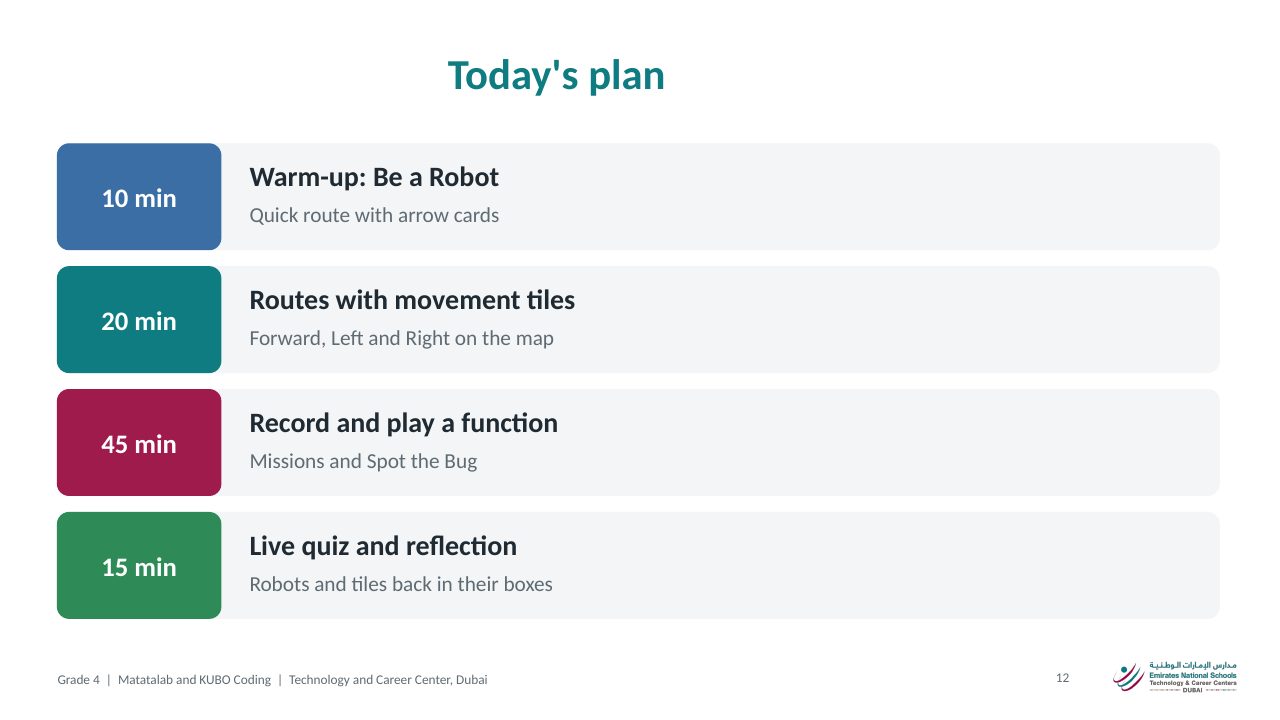 Today's plan
10 min
Warm-up: Be a Robot
Quick route with arrow cards
20 min
Routes with movement tiles
Forward, Left and Right on the map
45 min
Record and play a function
Missions and Spot the Bug
15 min
Live quiz and reflection
Robots and tiles back in their boxes
Grade 4 | Matatalab and KUBO Coding | Technology and Career Center, Dubai
12
مدارس الإمارات الوطنية
Emirates National Schools
Technology & Career Centers
DUBAI